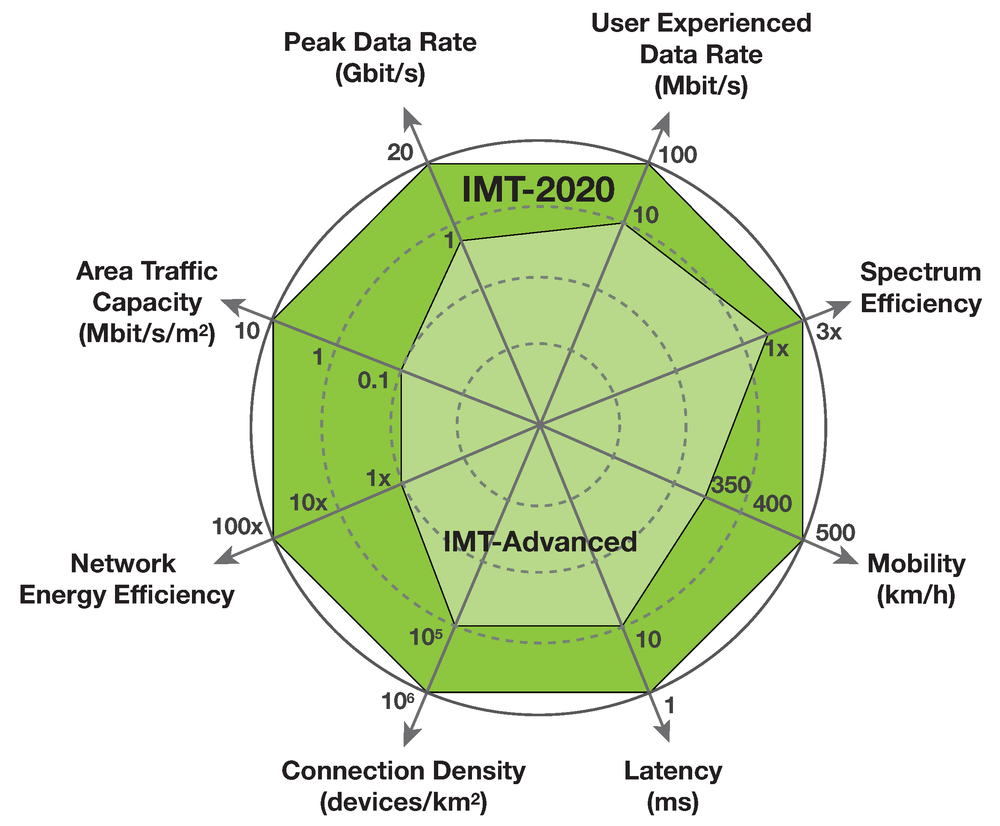 User Experienced
Data Rate
(Mbit/s)
Peak Data Rate
(Gbit/s)
20
100
IMT-2020
10
1
Area Traffic
Capacity
(Mbit/s/m²)
10
1
0.1
Spectrum
Efficiency
3x
1x
1x
10x
100x
350
400
500
Network
Energy Efficiency
Mobility
(km/h)
IMT-Advanced
10⁵
10
10⁶
1
Connection Density
(devices/km²)
Latency
(ms)